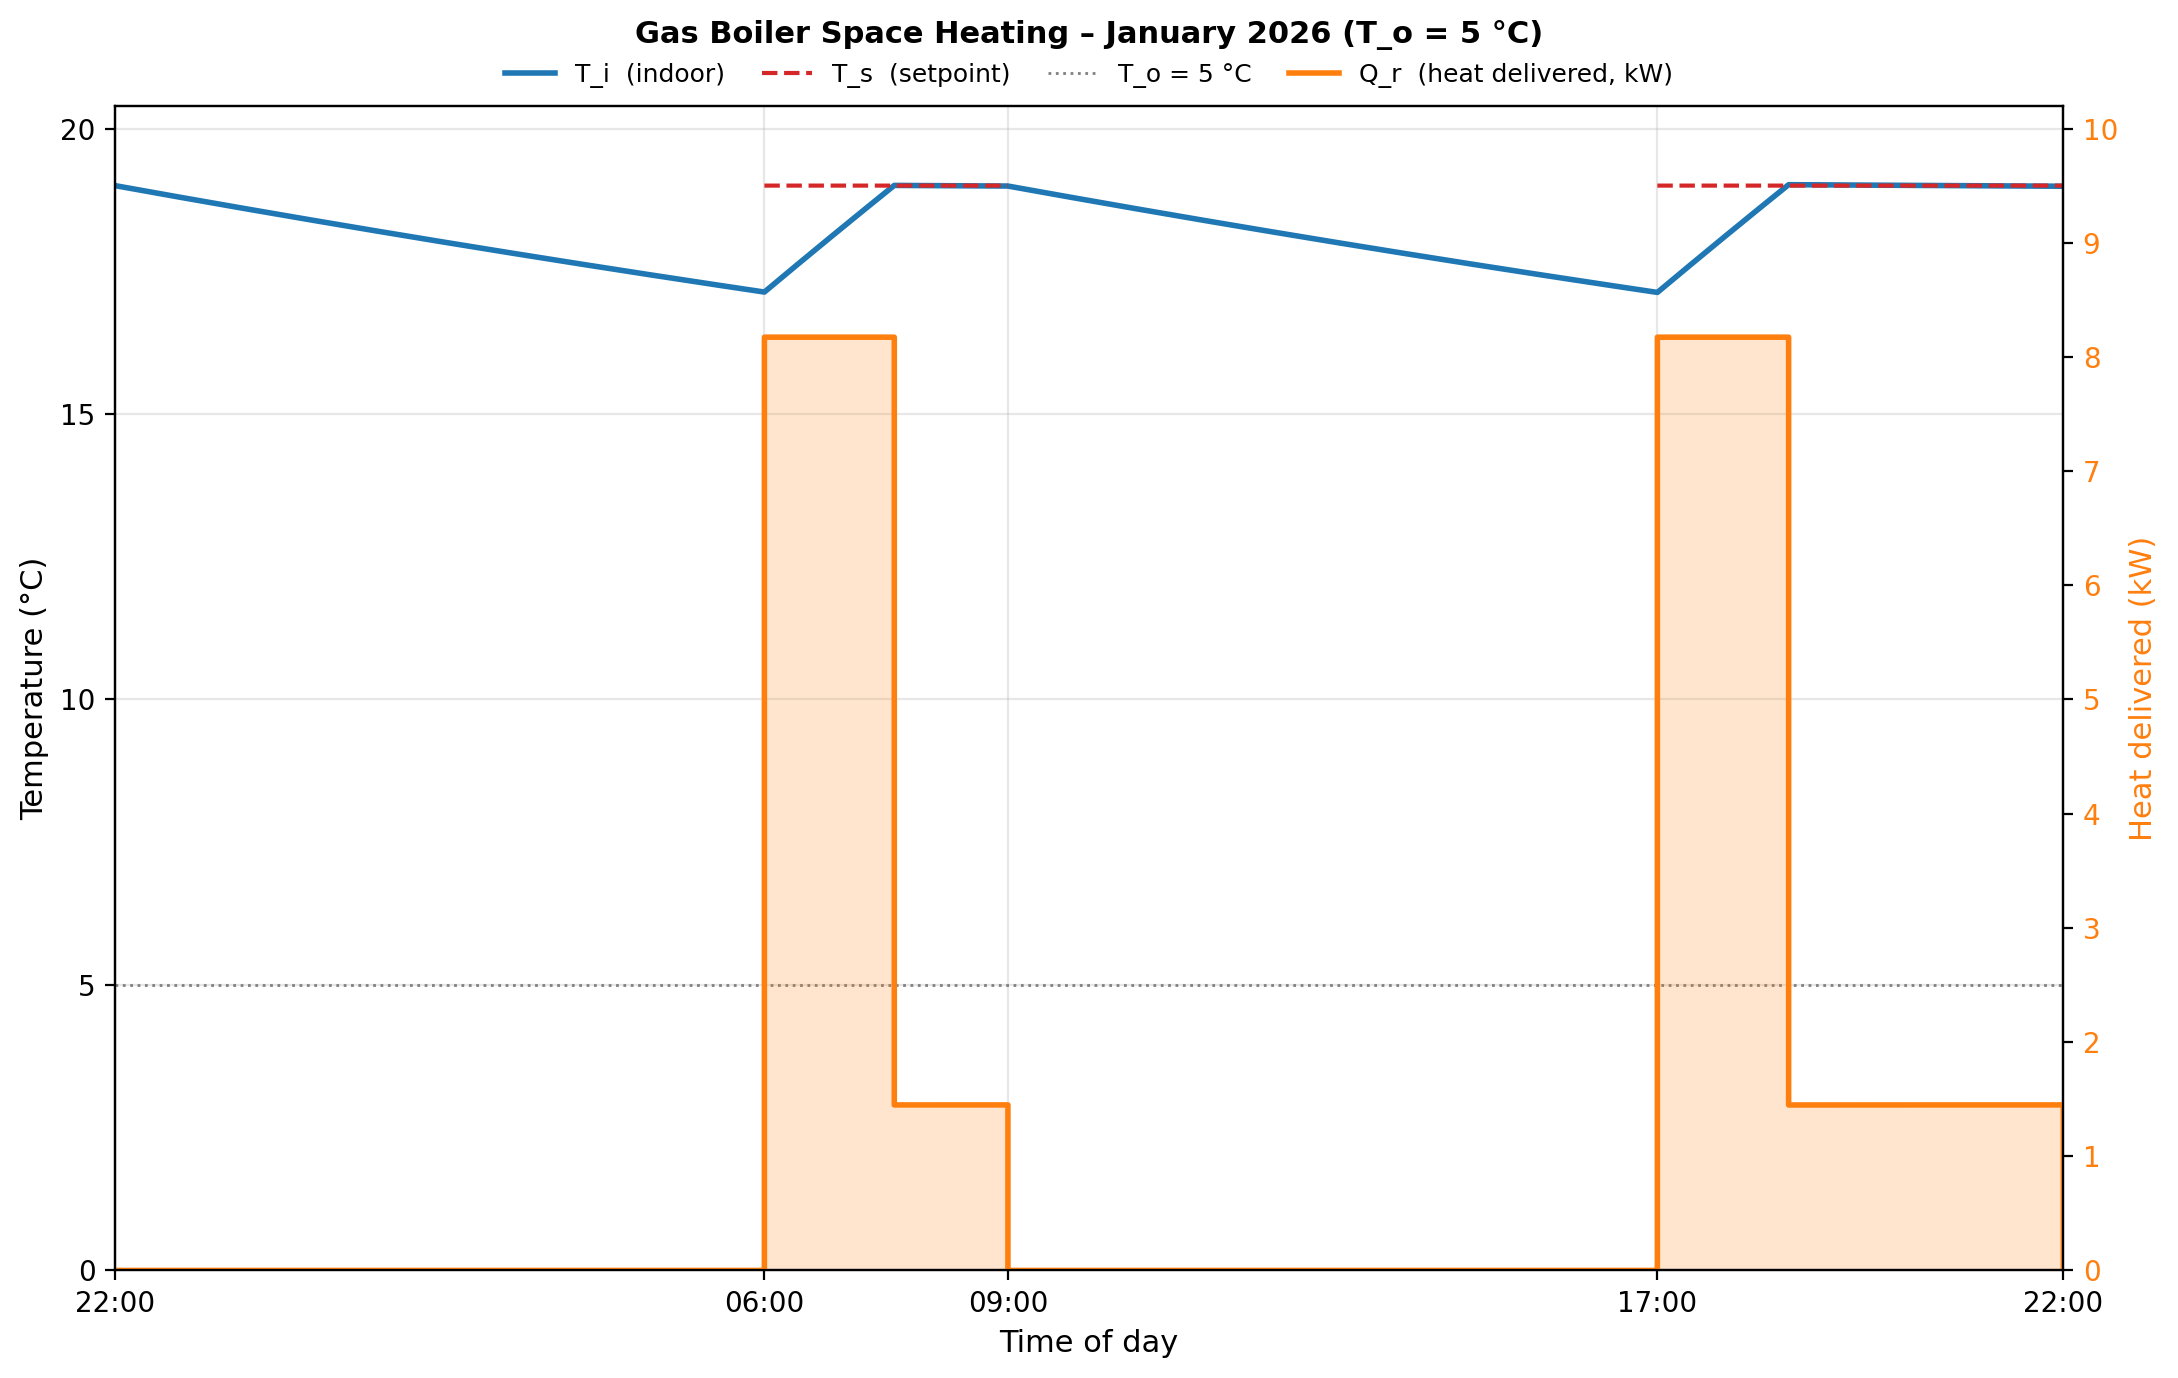 Gas Boiler Space Heating – January 2026 (T_o = 5 °C)
T_i (indoor) T_s (setpoint) T_o = 5 °C Q_r (heat delivered, kW)
20
15
10
5
0
Temperature (°C)
10
9
8
7
6
5
4
3
2
1
0
Heat delivered (kW)
22:00 06:00 09:00 17:00 22:00
Time of day